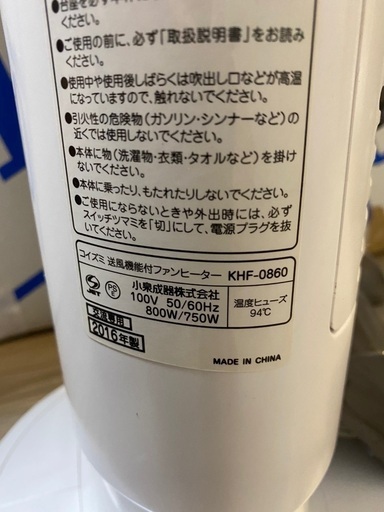 ●台座を必ず
ください。
●ご使用の前に、必ず「取扱説明書」をお読み
ください。
●使用中や使用後しばらくは吹出し口などが高温
になっていますので、触れないでください。
●引火性の危険物（ガソリン・シンナーなど）の
近くでは使用しないでください。
●本体に物（洗濯物・衣類・タオルなど）を掛け
ないでください。
●本体に乗ったり、もたれたりしないでください。
●ご使用にならないときや外出時には、必ず
スイッチツマミを「切」にして、電源プラグを抜
いてください。
コイズミ 送風機能付ファンヒーター KHF-0860
JET PS E 小泉成器株式会社
100V 50/60Hz
800W/750W
温度ヒューズ
94℃
交流専用
2016年製
MADE IN CHINA